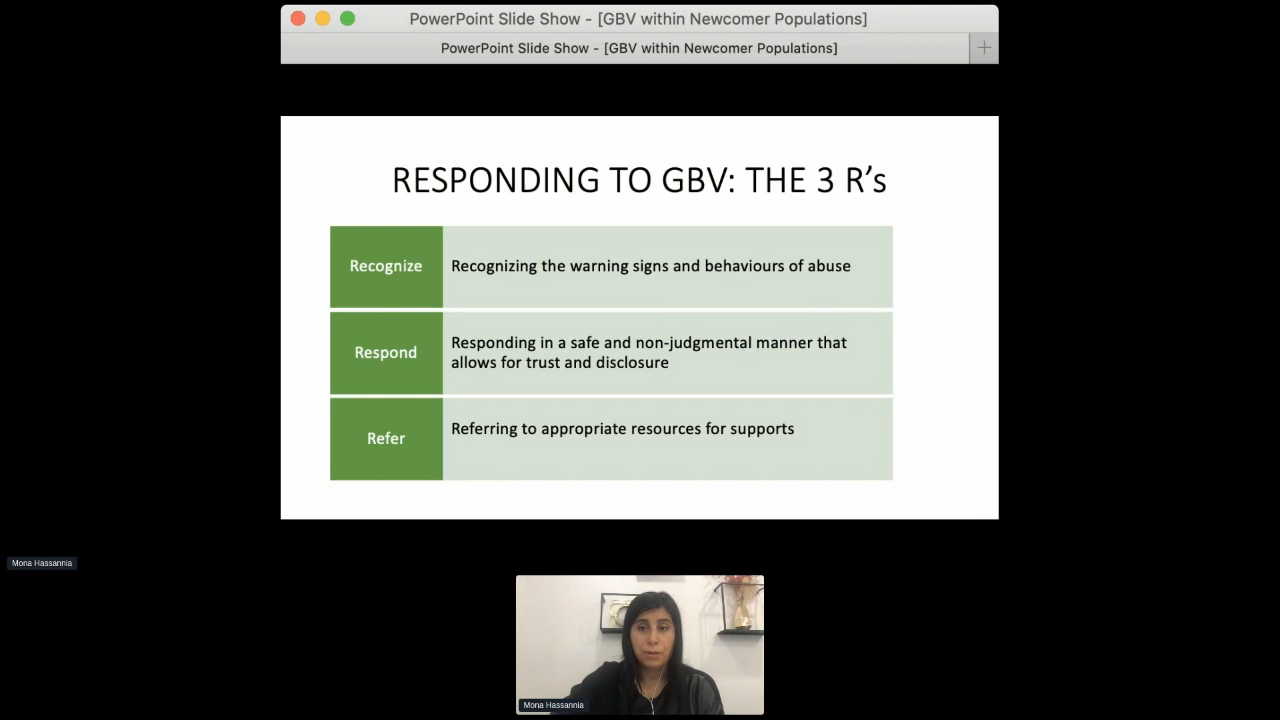 PowerPoint Slide Show - [GBV within Newcomer Populations]
PowerPoint Slide Show - [GBV within Newcomer Populations]
RESPONDING TO GBV: THE 3 R’s
Recognize
Recognizing the warning signs and behaviours of abuse
Respond
Responding in a safe and non-judgmental manner that
allows for trust and disclosure
Refer
Referring to appropriate resources for supports
Mona Hassannia
Mona Hassannia